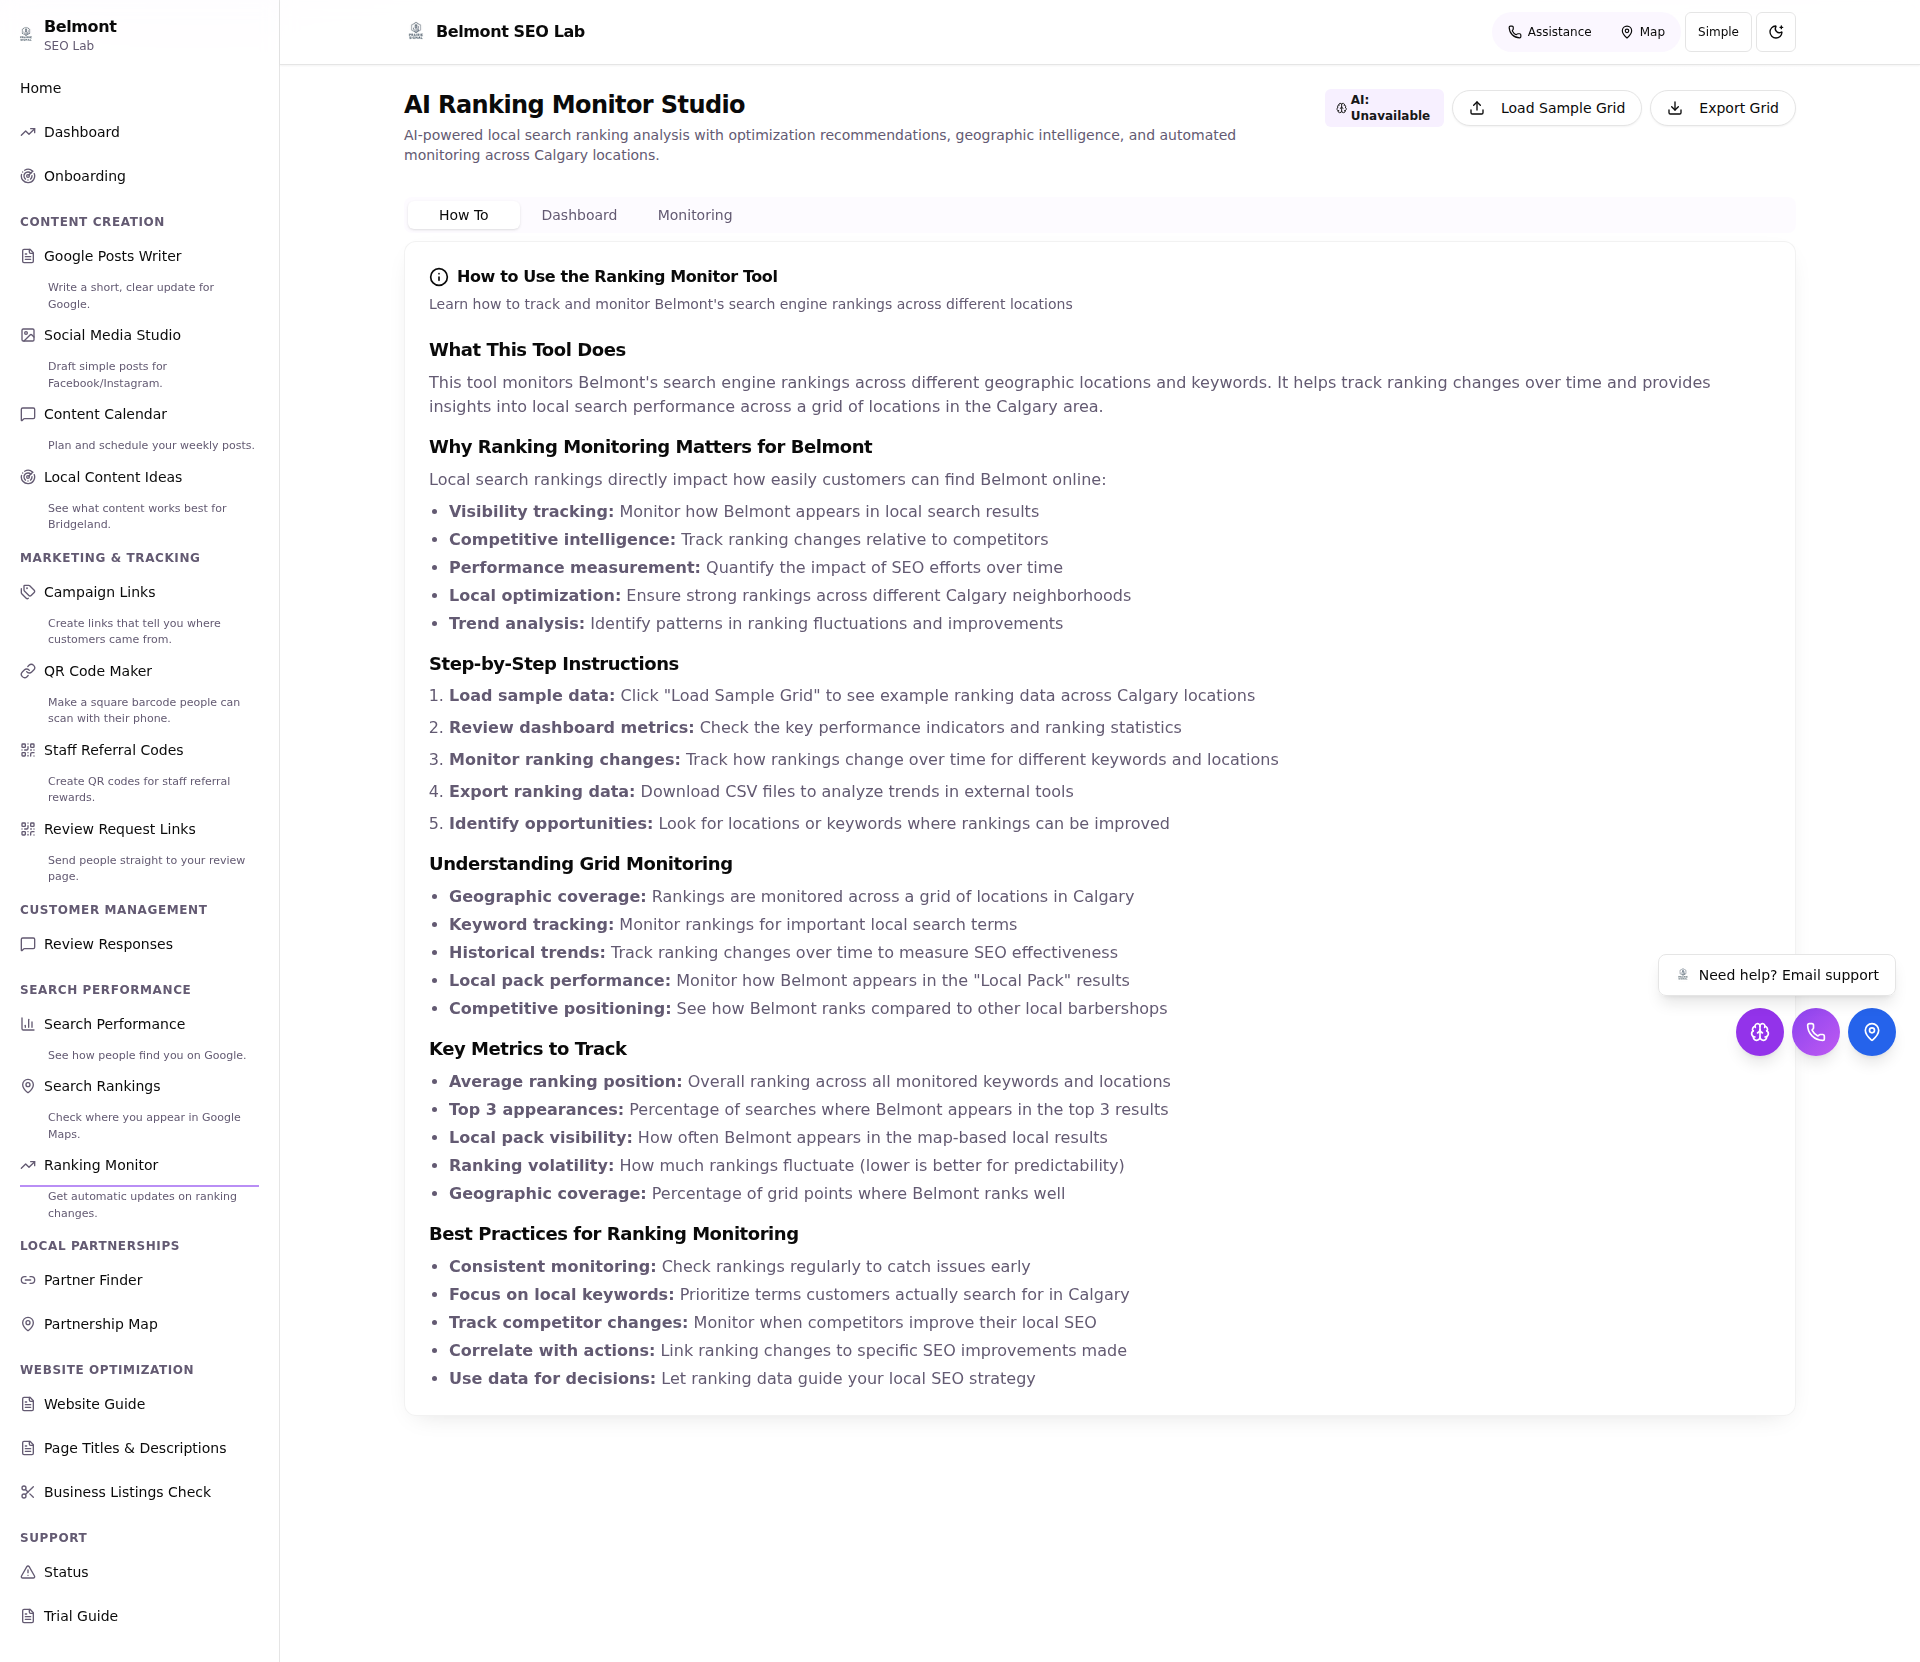 Belmont
SEO Lab
Home
Dashboard
Onboarding
CONTENT CREATION
Google Posts Writer
Write a short, clear update for
Google.
Social Media Studio
Draft simple posts for
Facebook/Instagram.
Content Calendar
Plan and schedule your weekly posts.
Local Content Ideas
See what content works best for
Bridgeland.
MARKETING & TRACKING
Campaign Links
Create links that tell you where
customers came from.
QR Code Maker
Make a square barcode people can
scan with their phone.
Staff Referral Codes
Create QR codes for staff referral
rewards.
Review Request Links
Send people straight to your review
page.
CUSTOMER MANAGEMENT
Review Responses
SEARCH PERFORMANCE
Search Performance
See how people find you on Google.
Search Rankings
Check where you appear in Google
Maps.
Ranking Monitor
Get automatic updates on ranking
changes.
LOCAL PARTNERSHIPS
Partner Finder
Partnership Map
WEBSITE OPTIMIZATION
Website Guide
Page Titles & Descriptions
Business Listings Check
SUPPORT
Status
Trial Guide
Belmont SEO Lab
Assistance
Map
Simple
AI Ranking Monitor Studio
AI-powered local search ranking analysis with optimization recommendations, geographic intelligence, and automated
monitoring across Calgary locations.
AI:
Unavailable
Load Sample Grid
Export Grid
How To
Dashboard
Monitoring
How to Use the Ranking Monitor Tool
Learn how to track and monitor Belmont's search engine rankings across different locations
What This Tool Does
This tool monitors Belmont's search engine rankings across different geographic locations and keywords. It helps track ranking changes over time and provides
insights into local search performance across a grid of locations in the Calgary area.
Why Ranking Monitoring Matters for Belmont
Local search rankings directly impact how easily customers can find Belmont online:
• Visibility tracking: Monitor how Belmont appears in local search results
• Competitive intelligence: Track ranking changes relative to competitors
• Performance measurement: Quantify the impact of SEO efforts over time
• Local optimization: Ensure strong rankings across different Calgary neighborhoods
• Trend analysis: Identify patterns in ranking fluctuations and improvements
Step-by-Step Instructions
1. Load sample data: Click "Load Sample Grid" to see example ranking data across Calgary locations
2. Review dashboard metrics: Check the key performance indicators and ranking statistics
3. Monitor ranking changes: Track how rankings change over time for different keywords and locations
4. Export ranking data: Download CSV files to analyze trends in external tools
5. Identify opportunities: Look for locations or keywords where rankings can be improved
Understanding Grid Monitoring
• Geographic coverage: Rankings are monitored across a grid of locations in Calgary
• Keyword tracking: Monitor rankings for important local search terms
• Historical trends: Track ranking changes over time to measure SEO effectiveness
• Local pack performance: Monitor how Belmont appears in the "Local Pack" results
• Competitive positioning: See how Belmont ranks compared to other local barbershops
Key Metrics to Track
• Average ranking position: Overall ranking across all monitored keywords and locations
• Top 3 appearances: Percentage of searches where Belmont appears in the top 3 results
• Local pack visibility: How often Belmont appears in the map-based local results
• Ranking volatility: How much rankings fluctuate (lower is better for predictability)
• Geographic coverage: Percentage of grid points where Belmont ranks well
Best Practices for Ranking Monitoring
• Consistent monitoring: Check rankings regularly to catch issues early
• Focus on local keywords: Prioritize terms customers actually search for in Calgary
• Track competitor changes: Monitor when competitors improve their local SEO
• Correlate with actions: Link ranking changes to specific SEO improvements made
• Use data for decisions: Let ranking data guide your local SEO strategy
Need help? Email support